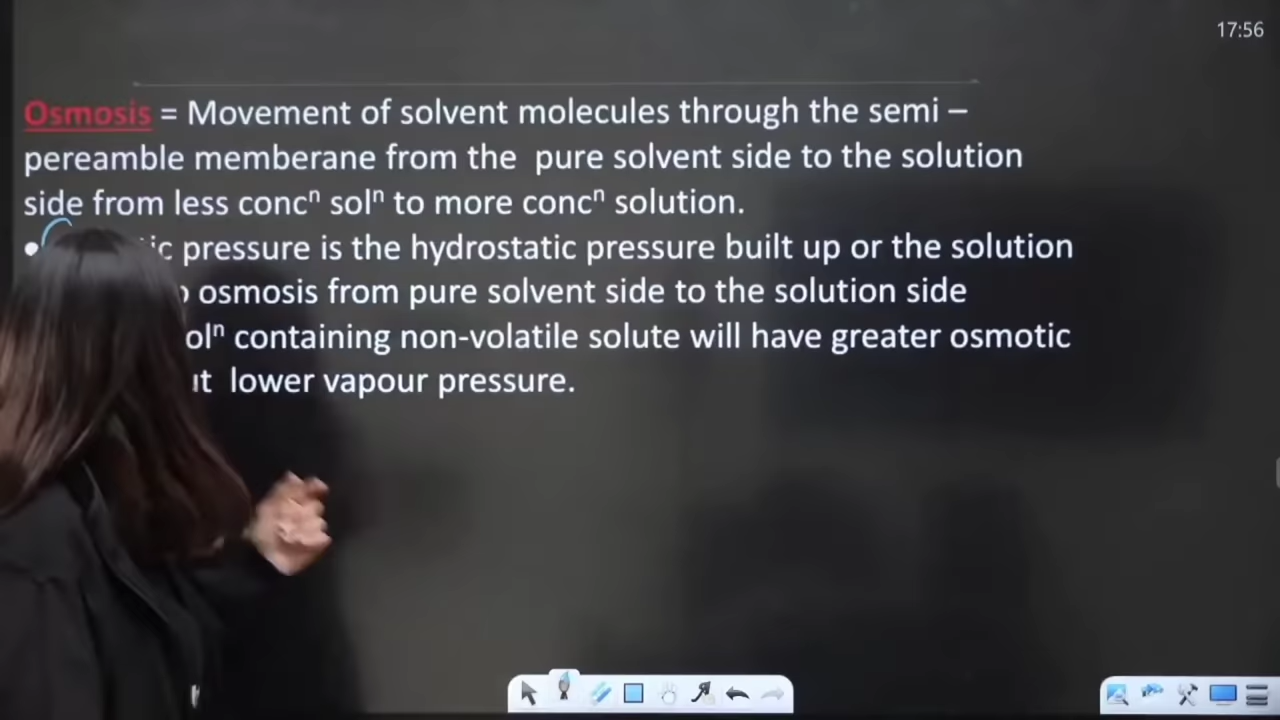 17:56
Osmosis = Movement of solvent molecules through the semi –
pereamble memberane from the pure solvent side to the solution
side from less concⁿ solⁿ to more concⁿ solution.
• pressure is the hydrostatic pressure built up or the solution
osmosis from pure solvent side to the solution side
containing non-volatile solute will have greater osmotic
lower vapour pressure.